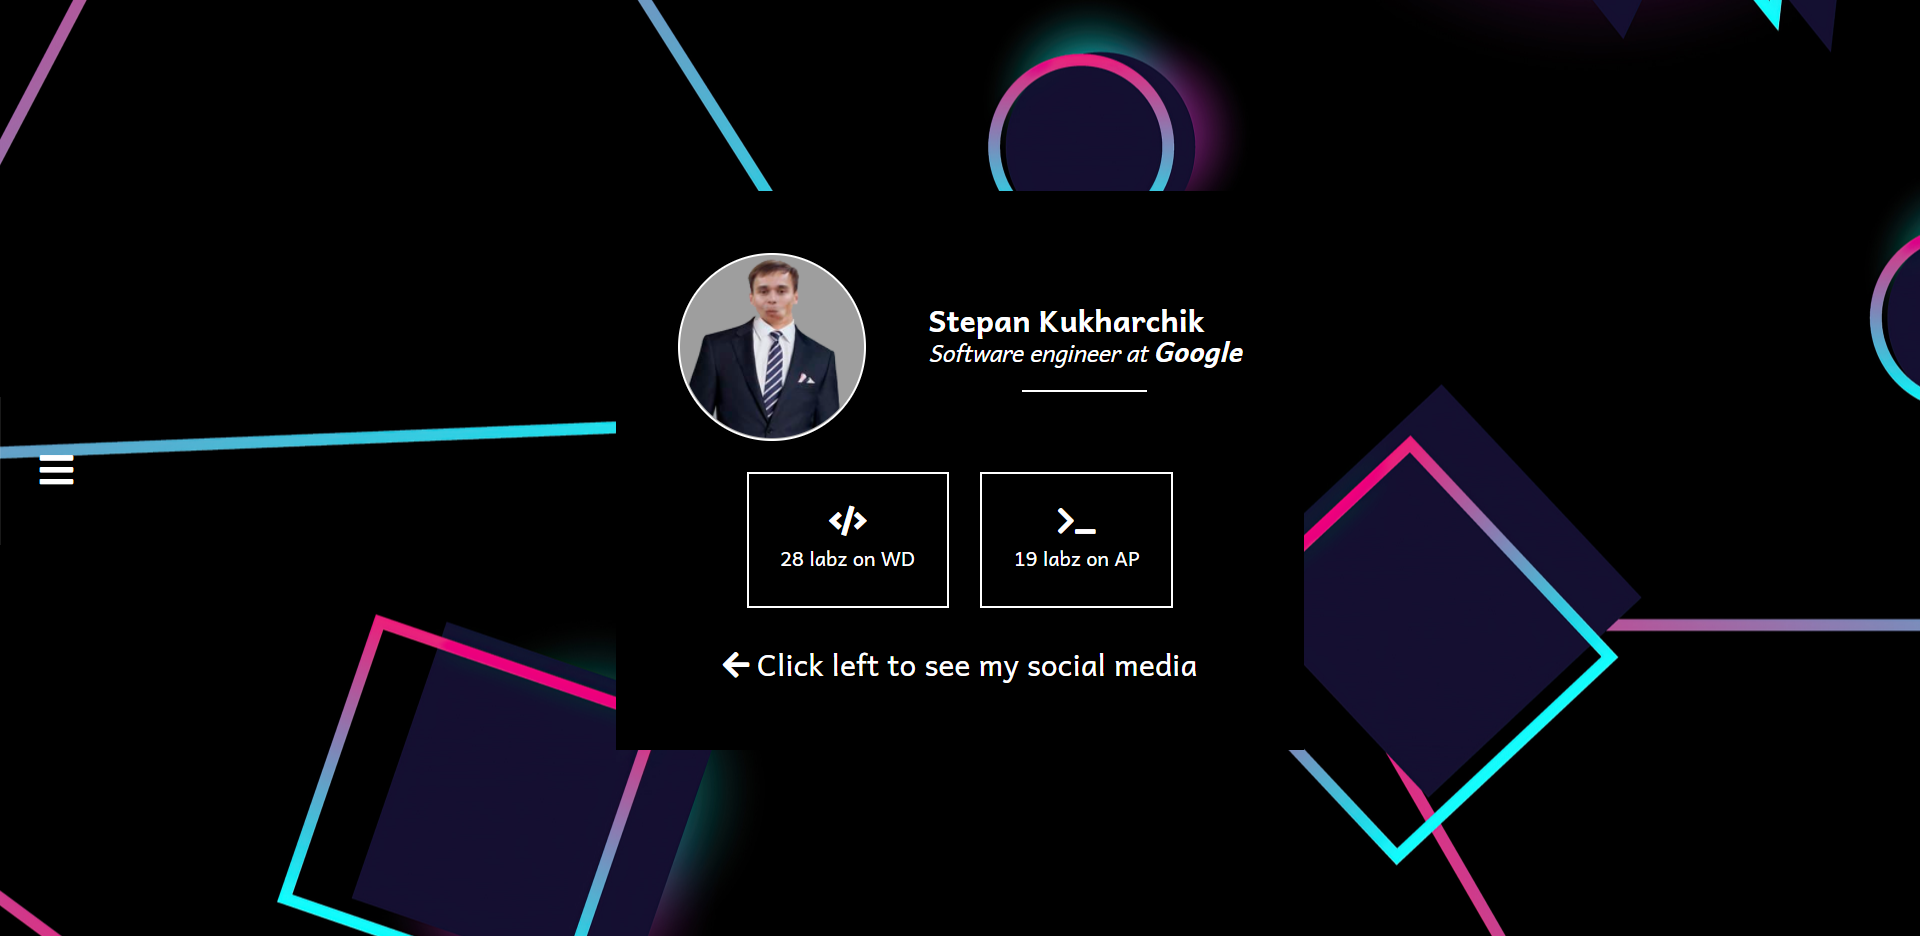 Stepan Kukharchik
Software engineer at Google
28 labz on WD
19 labz on AP
Click left to see my social media